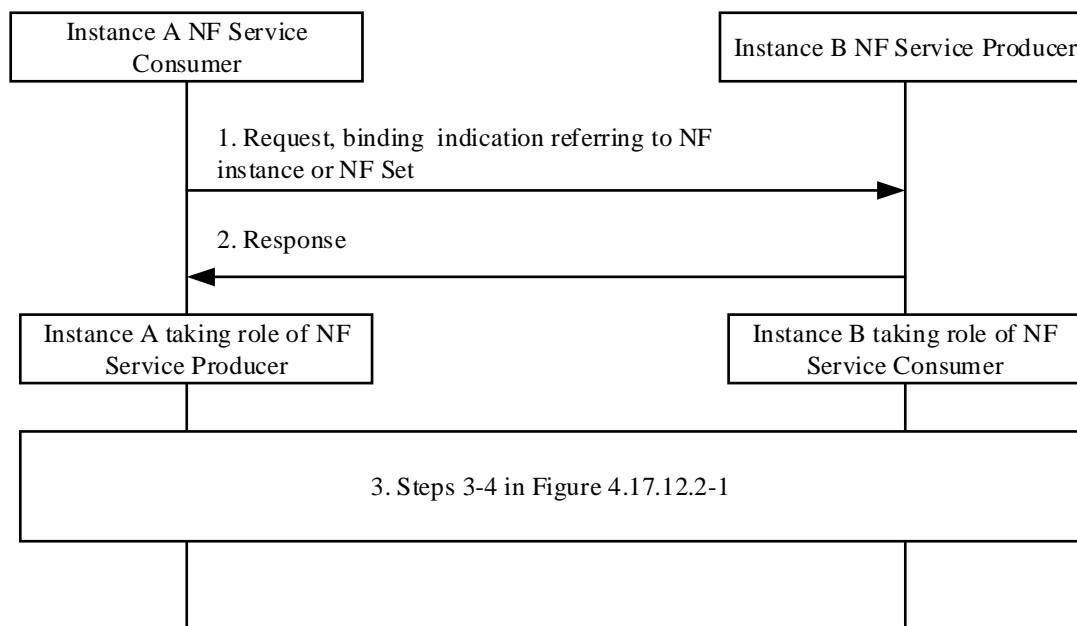 Instance A NF Service
Consumer
Instance B NF Service Producer
1. Request, binding indication referring to NF
instance or NF Set
2. Response
Instance A taking role of NF
Service Producer
Instance B taking role of NF
Service Consumer
3. Steps 3-4 in Figure 4.17.12.2-1